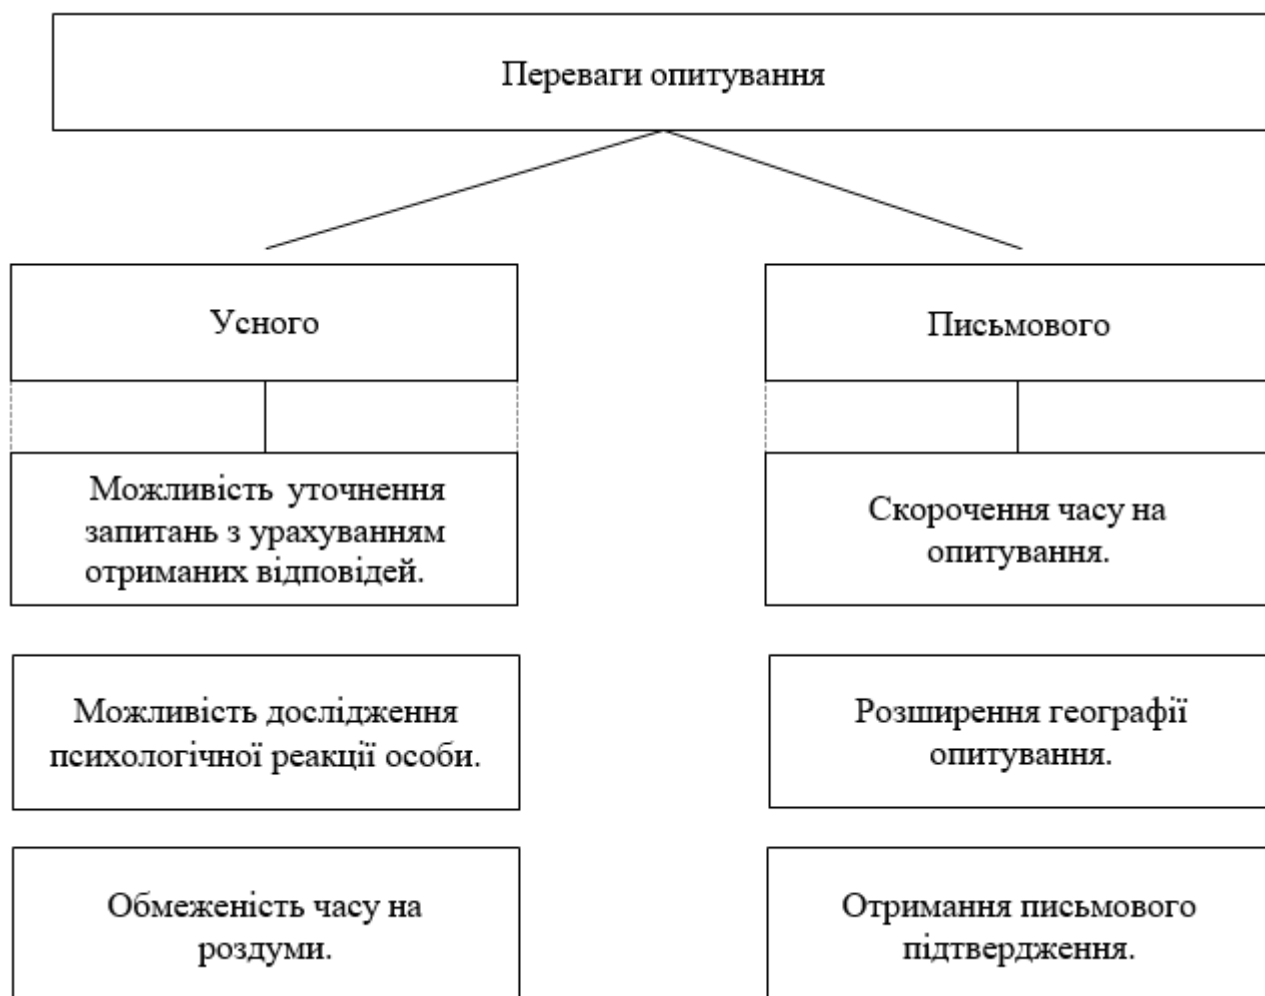 Переваги опитування
Усного
Письмового
Можливість уточнення
запитань з урахуванням
отриманих відповідей.
Скорочення часу на
опитування.
Можливість дослідження
психологічної реакції особи.
Розширення географії
опитування.
Обмеженість часу на
роздуми.
Отримання письмового
підтвердження.